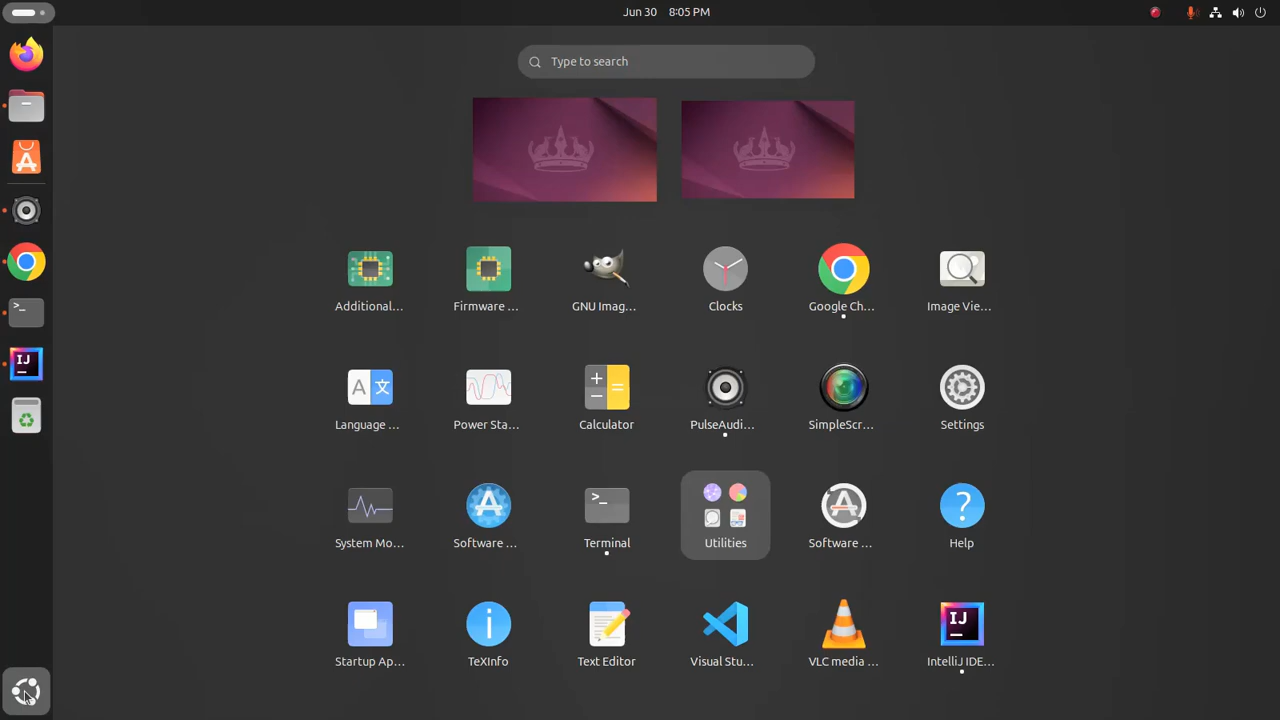 Jun 30 8:05 PM
Type to search
Additional...
Firmware ...
GNU Imag...
Clocks
Google Ch...
Image Vie...
Language ...
Power Sta...
Calculator
PulseAudi...
SimpleScr...
Settings
System Mo...
Software ...
Terminal
Utilities
Software ...
Help
Startup Ap...
TeXInfo
Text Editor
Visual Stu...
VLC media ...
IntelliJ IDE...